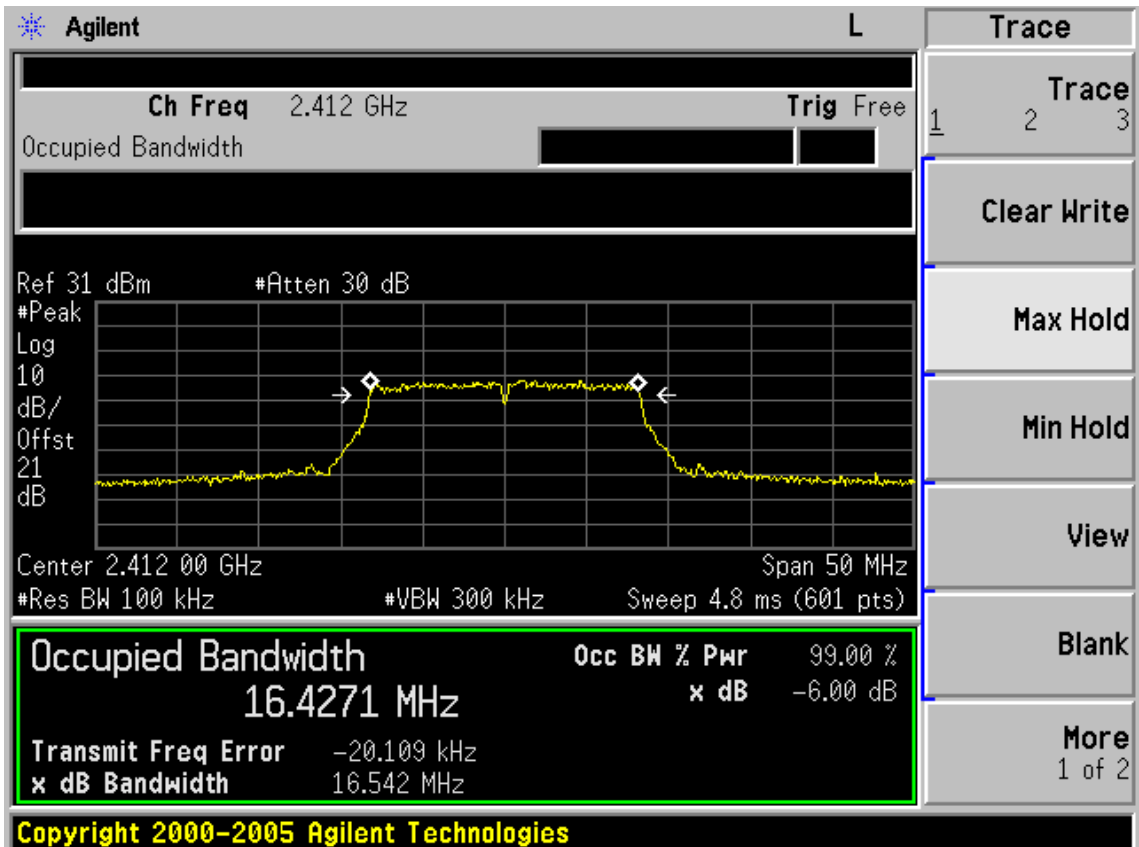 Agilent L Trace
Ch Freq 2.412 GHz Trig Free
Occupied Bandwidth
Trace
1 2 3
Clear Write
Max Hold
Min Hold
View
Blank
More
1 of 2
Ref 31 dBm #Atten 30 dB
#Peak
Log
10
dB/
Offst
21
dB
Center 2.412 00 GHz Span 50 MHz
#Res BW 100 kHz #VBW 300 kHz Sweep 4.8 ms (601 pts)
Occupied Bandwidth Occ BW % Pwr 99.00 %
16.4271 MHz x dB -6.00 dB
Transmit Freq Error -20.109 kHz
x dB Bandwidth 16.542 MHz
Copyright 2000-2005 Agilent Technologies